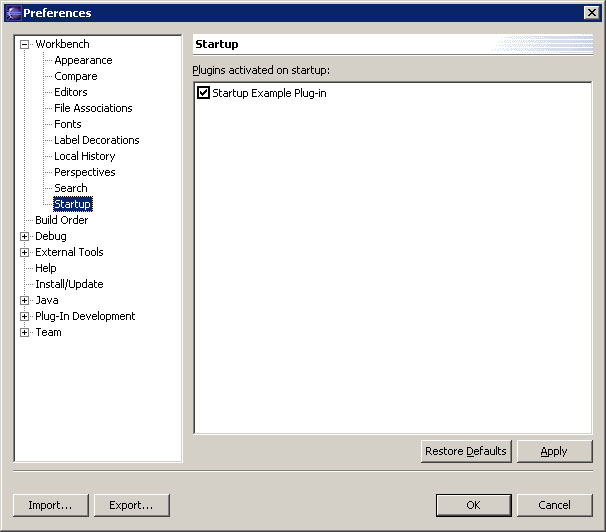 Preferences
Workbench
Appearance
Compare
Editors
File Associations
Fonts
Label Decorations
Local History
Perspectives
Search
Startup
Build Order
Debug
External Tools
Help
Install/Update
Java
Plug-In Development
Team
Startup
Plugins activated on startup:
Startup Example Plug-in
Restore Defaults
Apply
Import...
Export...
OK
Cancel